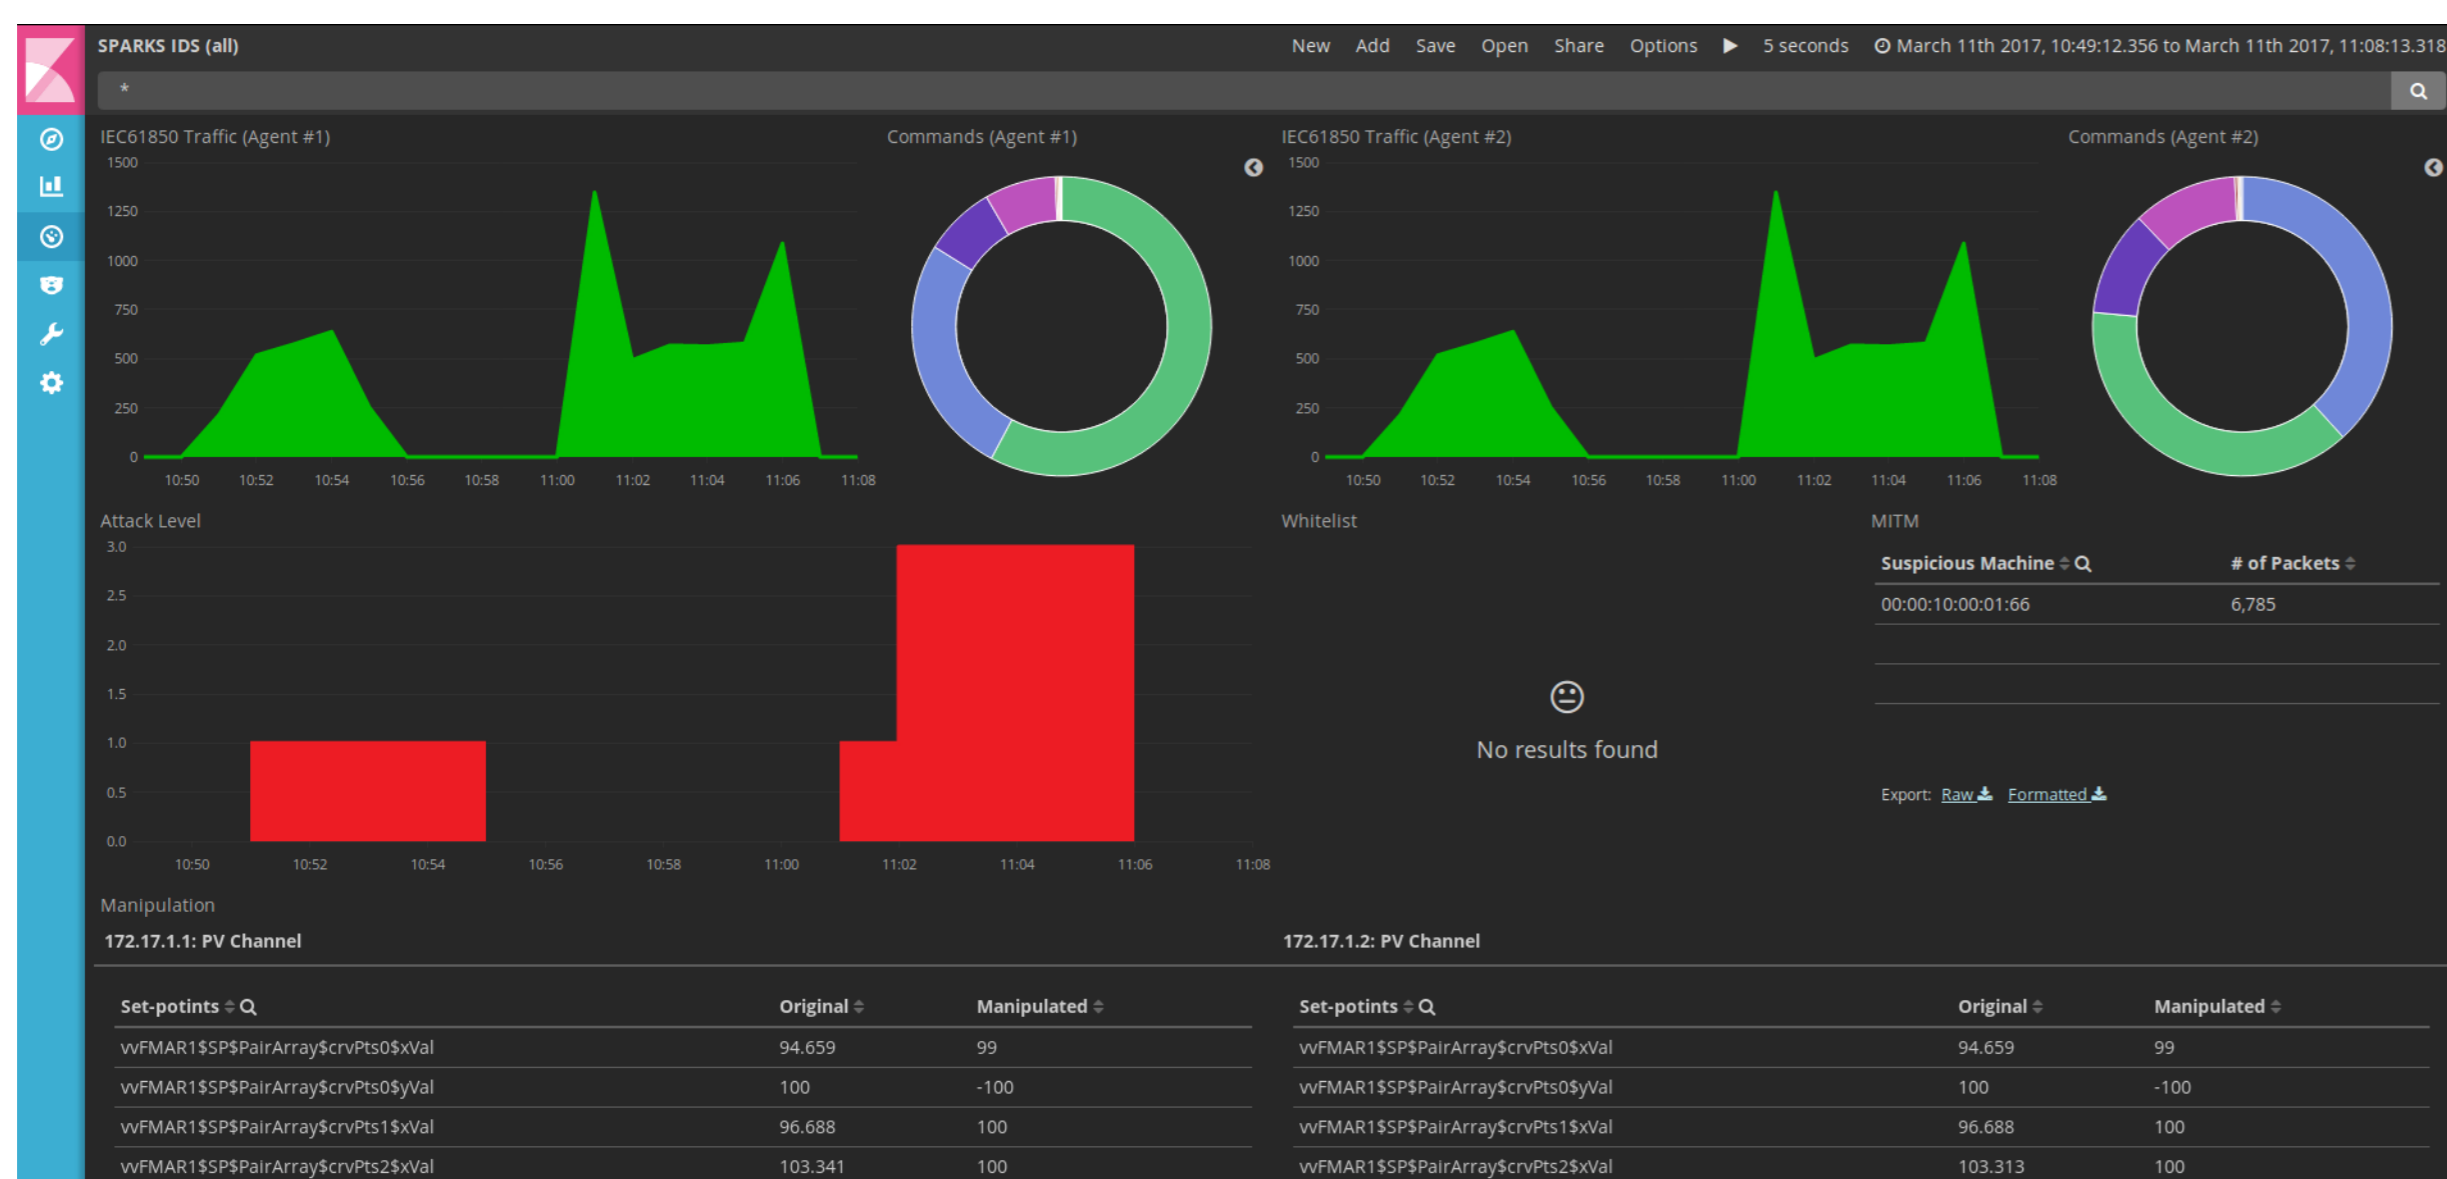 SPARKS IDS (all)
New Add Save Open Share Options 5 seconds March 11th 2017, 10:49:12.356 to March 11th 2017, 11:08:13.318
*
IEC61850 Traffic (Agent #1)
1500
1250
1000
750
500
250
0
10:50 10:52 10:54 10:56 10:58 11:00 11:02 11:04 11:06 11:08
Commands (Agent #1)
IEC61850 Traffic (Agent #2)
1500
1250
1000
750
500
250
0
10:50 10:52 10:54 10:56 10:58 11:00 11:02 11:04 11:06 11:08
Commands (Agent #2)
Attack Level
3.0
2.5
2.0
1.5
1.0
0.5
0.0
10:50 10:52 10:54 10:56 10:58 11:00 11:02 11:04 11:06 11:08
Whitelist
No results found
MITM
Suspicious Machine # of Packets
00:00:10:00:01:66 6,785
Export: Raw Formatted
Manipulation
172.17.1.1: PV Channel
Set-potints Original Manipulated
vvFMAR1$SP$PairArray$crvPts0$xVal 94.659 99
vvFMAR1$SP$PairArray$crvPts0$yVal 100 -100
vvFMAR1$SP$PairArray$crvPts1$xVal 96.688 100
vvFMAR1$SP$PairArray$crvPts2$xVal 103.341 100
172.17.1.2: PV Channel
Set-potints Original Manipulated
vvFMAR1$SP$PairArray$crvPts0$xVal 94.659 99
vvFMAR1$SP$PairArray$crvPts0$yVal 100 -100
vvFMAR1$SP$PairArray$crvPts1$xVal 96.688 100
vvFMAR1$SP$PairArray$crvPts2$xVal 103.313 100